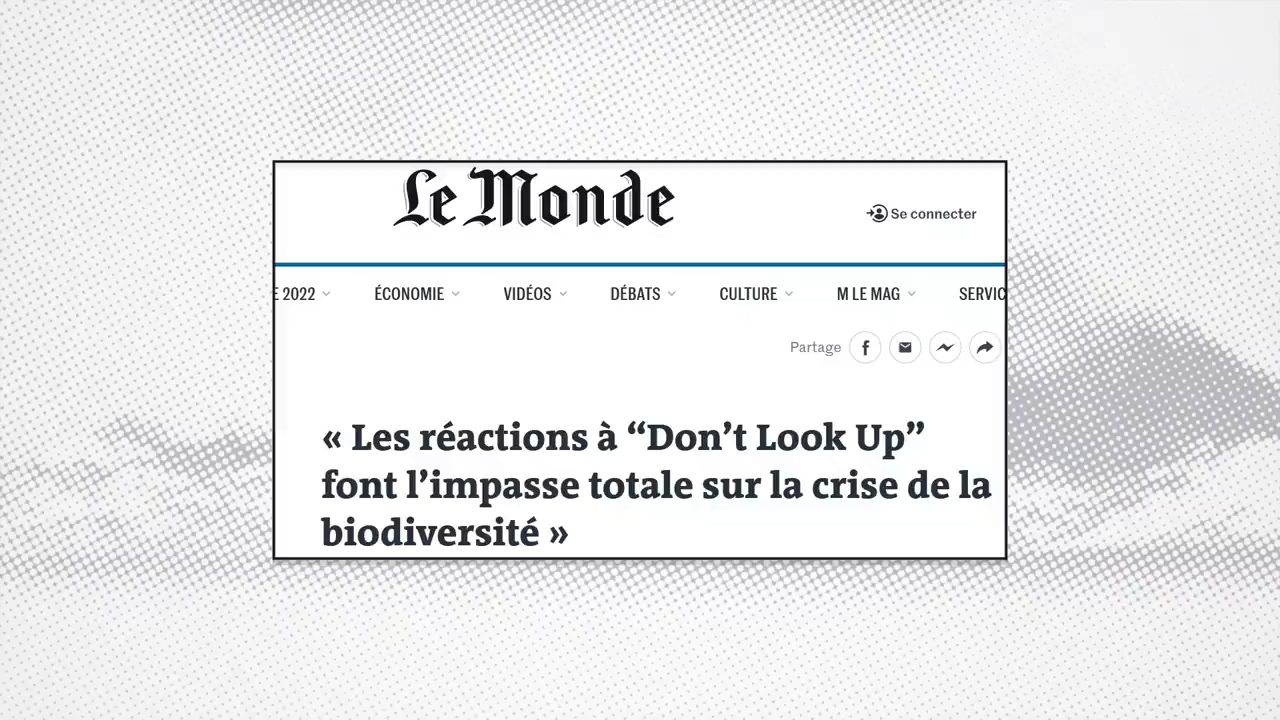 Le Monde
Se connecter
E 2022 ÉCONOMIE VIDÉOS DÉBATS CULTURE M LE MAG SERVIC
Partage
« Les réactions à “Don’t Look Up”
font l’impasse totale sur la crise de la
biodiversité »